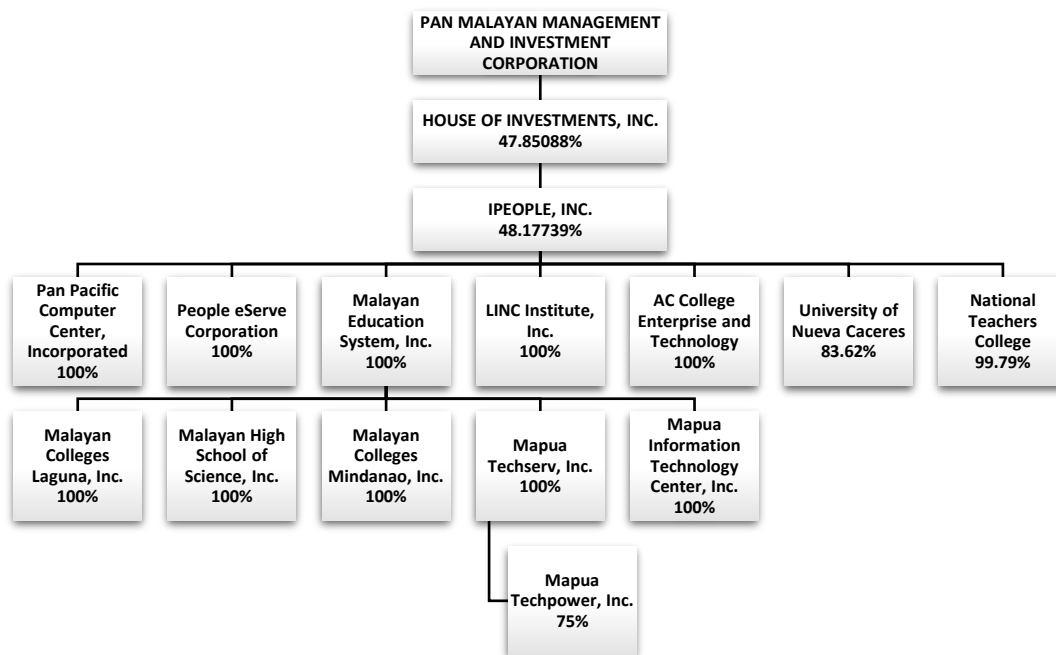 PAN MALAYAN MANAGEMENT
AND INVESTMENT
CORPORATION
HOUSE OF INVESTMENTS, INC.
47.85088%
IPEOPLE, INC.
48.17739%
Pan Pacific
Computer
Center,
Incorporated
100%
People eServe
Corporation
100%
Malayan
Education
System, Inc.
100%
LINC Institute,
Inc.
100%
AC College
Enterprise and
Technology
100%
University of
Nueva Caceres
83.62%
National
Teachers
College
99.79%
Malayan
Colleges
Laguna, Inc.
100%
Malayan High
School of
Science, Inc.
100%
Malayan
Colleges
Mindanao, Inc.
100%
Mapua
Techserv, Inc.
100%
Mapua
Information
Technology
Center, Inc.
100%
Mapua
Techpower, Inc.
75%